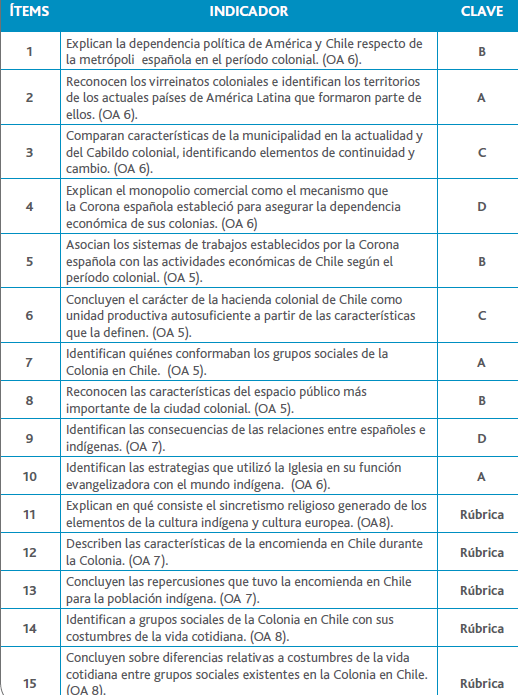 ÍTEMS INDICADOR CLAVE
1 Explican la dependencia política de América y Chile respecto de
la metrópoli española en el período colonial. (OA 6). B
2 Reconocen los virreinatos coloniales e identifican los territorios
de los actuales países de América Latina que formaron parte de
ellos. (OA 6). A
3 Comparan características de la municipalidad en la actualidad y
del Cabildo colonial, identificando elementos de continuidad y
cambio. (OA 6). C
4 Explican el monopolio comercial como el mecanismo que
la Corona española estableció para asegurar la dependencia
económica de sus colonias. (OA 6) D
5 Asocian los sistemas de trabajos establecidos por la Corona
española con las actividades económicas de Chile según el
período colonial. (OA 5). B
6 Concluyen el carácter de la hacienda colonial de Chile como
unidad productiva autosuficiente a partir de las características
que la definen. (OA 5). C
7 Identifican quiénes conformaban los grupos sociales de la
Colonia en Chile. (OA 5). A
8 Reconocen las características del espacio público más
importante de la ciudad colonial. (OA 5). B
9 Identifican las consecuencias de las relaciones entre españoles e
indígenas. (OA 7). D
10 Identifican las estrategias que utilizó la Iglesia en su función
evangelizadora con el mundo indígena. (OA 6). A
11 Explican en qué consiste el sincretismo religioso generado de los
elementos de la cultura indígena y cultura europea. (OA8). Rúbrica
12 Describen las características de la encomienda en Chile durante
la Colonia. (OA 7). Rúbrica
13 Concluyen las repercusiones que tuvo la encomienda en Chile
para la población indígena. (OA 7). Rúbrica
14 Identifican a grupos sociales de la Colonia en Chile con sus
costumbres de la vida cotidiana. (OA 8). Rúbrica
15 Concluyen sobre diferencias relativas a costumbres de la vida
cotidiana entre grupos sociales existentes en la Colonia en Chile.
(OA 8). Rúbrica